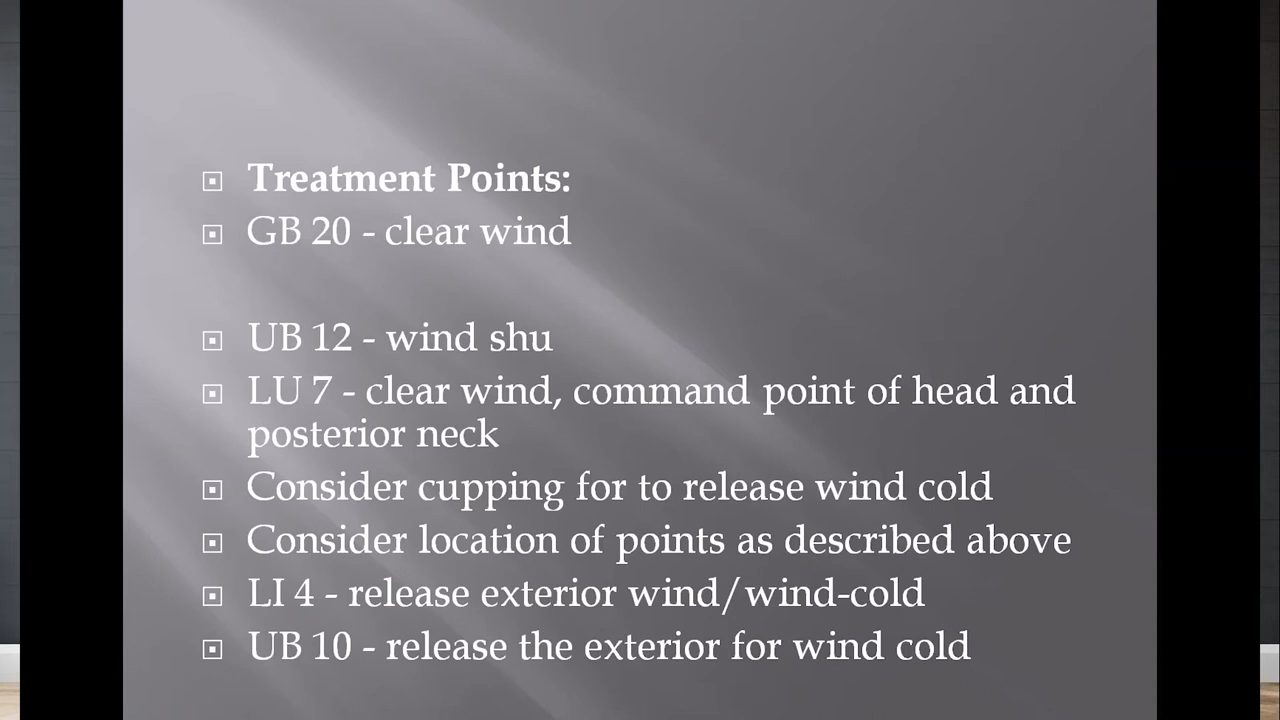 Treatment Points:
GB 20 - clear wind
UB 12 - wind shu
LU 7 - clear wind, command point of head and
posterior neck
Consider cupping for to release wind cold
Consider location of points as described above
LI 4 - release exterior wind/wind-cold
UB 10 - release the exterior for wind cold